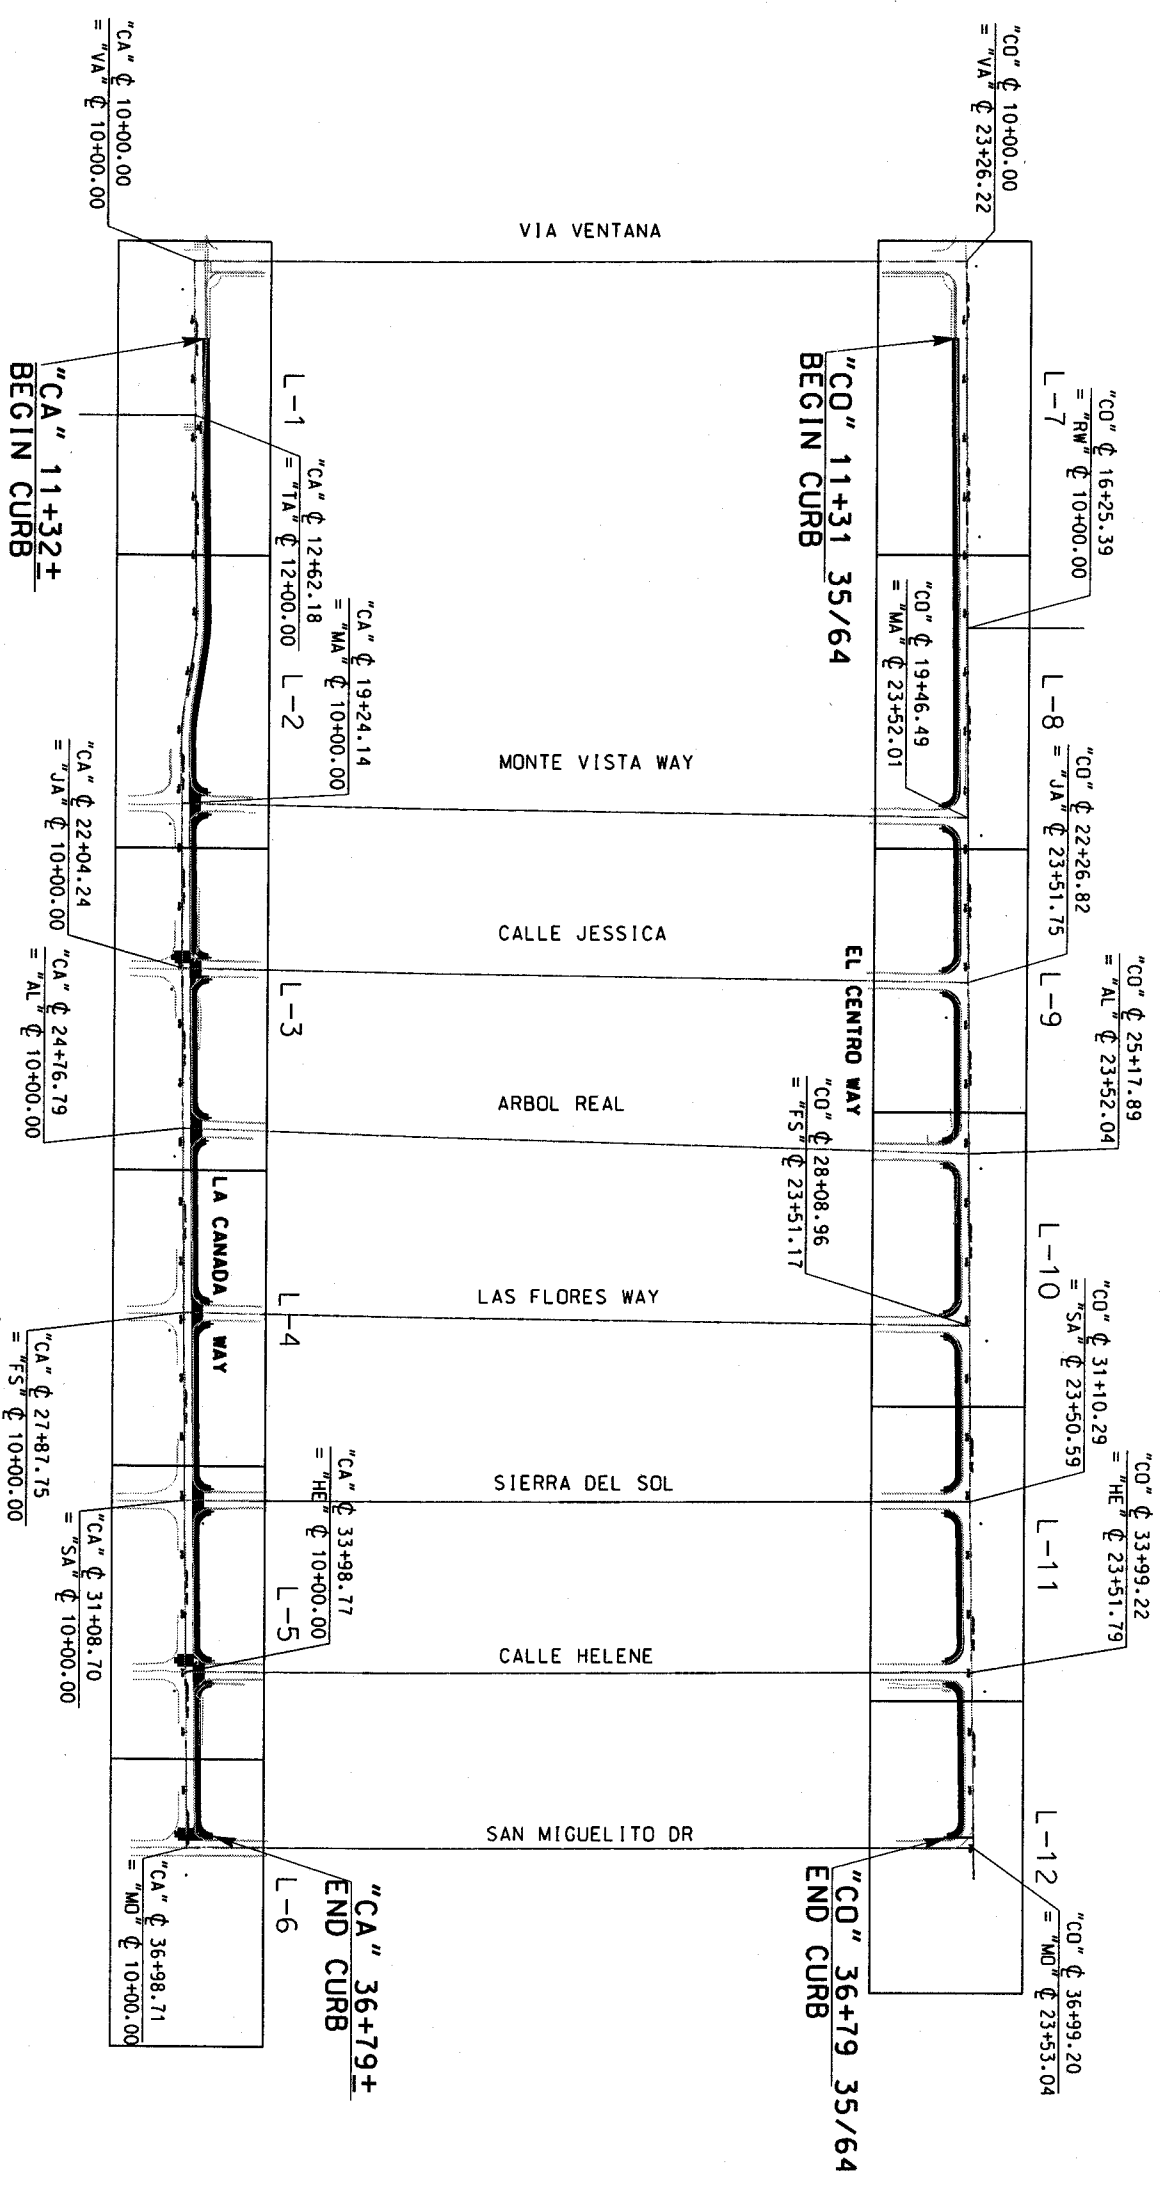 "CO" ℄ 10+00.00
= "VA" ℄ 23+26.22
"CA" ℄ 10+00.00
= "VA" ℄ 10+00.00
VIA VENTANA
"CO" 11+31 35/64
BEGIN CURB
"CA" 11+32±
BEGIN CURB
L-7
"CO" ℄ 16+25.39
= "RW" ℄ 10+00.00
L-1
"CA" ℄ 12+62.18
= "TA" ℄ 12+00.00
"CO" ℄ 19+46.49
= "MA" ℄ 23+52.01
"CA" ℄ 19+24.14
= "MA" ℄ 10+00.00
L-8
L-2
MONTE VISTA WAY
"CO" ℄ 22+26.82
= "JA" ℄ 23+51.75
"CA" ℄ 22+04.24
= "JA" ℄ 10+00.00
CALLE JESSICA
EL CENTRO WAY
L-9
L-3
"CO" ℄ 25+17.89
= "AL" ℄ 23+52.04
"CA" ℄ 24+76.79
= "AL" ℄ 10+00.00
ARBOL REAL
"CO" ℄ 28+08.96
= "FS" ℄ 23+51.17
LA CANADA WAY
L-10
L-4
LAS FLORES WAY
"CO" ℄ 31+10.29
= "SA" ℄ 23+50.59
"CA" ℄ 27+87.75
= "FS" ℄ 10+00.00
SIERRA DEL SOL
"CO" ℄ 33+99.22
= "HE" ℄ 23+51.79
"CA" ℄ 33+98.77
= "HE" ℄ 10+00.00
"CA" ℄ 31+08.70
= "SA" ℄ 10+00.00
L-11
L-5
CALLE HELENE
SAN MIGUELITO DR
L-12
L-6
"CO" ℄ 36+99.20
= "MO" ℄ 23+53.04
"CO" 36+79 35/64
END CURB
"CA" 36+79±
END CURB
"CA" ℄ 36+98.71
= "MO" ℄ 10+00.00